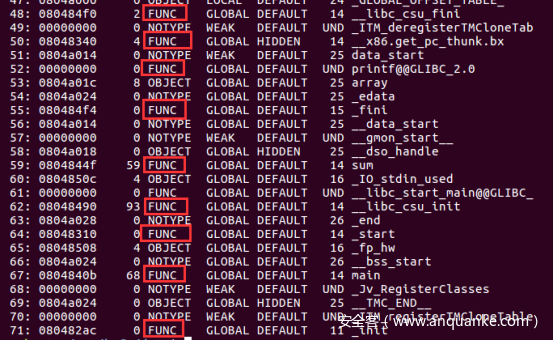 47: 0804a000 0 OBJECT LOCAL DEFAULT 24 _GLOBAL_OFFSET_TABLE_
48: 080484f0 2 FUNC GLOBAL DEFAULT 14 __libc_csu_fini
49: 00000000 0 NOTYPE WEAK DEFAULT UND _ITM_deregisterTMCloneTab
50: 08048340 4 FUNC GLOBAL HIDDEN 14 __x86.get_pc_thunk.bx
51: 0804a014 0 NOTYPE WEAK DEFAULT 25 data_start
52: 00000000 0 FUNC GLOBAL DEFAULT UND printf@@GLIBC_2.0
53: 0804a01c 8 OBJECT GLOBAL DEFAULT 25 array
54: 0804a024 0 NOTYPE GLOBAL DEFAULT 25 _edata
55: 080484f4 0 FUNC GLOBAL DEFAULT 15 _fini
56: 0804a014 0 NOTYPE GLOBAL DEFAULT 25 __data_start
57: 00000000 0 NOTYPE WEAK DEFAULT UND __gmon_start__
58: 0804a018 0 OBJECT GLOBAL HIDDEN 25 __dso_handle
59: 0804844f 59 FUNC GLOBAL DEFAULT 14 sum
60: 0804850c 4 OBJECT GLOBAL DEFAULT 16 _IO_stdin_used
61: 00000000 0 FUNC GLOBAL DEFAULT UND __libc_start_main@@GLIBC_
62: 08048490 93 FUNC GLOBAL DEFAULT 14 __libc_csu_init
63: 0804a028 0 NOTYPE GLOBAL DEFAULT 26 _end
64: 08048310 0 FUNC GLOBAL DEFAULT 14 _start
65: 08048508 4 OBJECT GLOBAL DEFAULT 16 _fp_hw
66: 0804a024 0 NOTYPE GLOBAL DEFAULT 26 __bss_start
67: 0804840b 68 FUNC GLOBAL DEFAULT 14 main
68: 00000000 0 NOTYPE WEAK DEFAULT UND _Jv_RegisterClasses
69: 0804a024 0 OBJECT GLOBAL HIDDEN 25 __TMC_END__
70: 00000000 0 NOTYPE WEAK DEFAULT UND _ITM_registerTMCloneTable
71: 080482ac 0 FUNC GLOBAL DEFAULT 11 _init
安全客（www.anquanke.com）